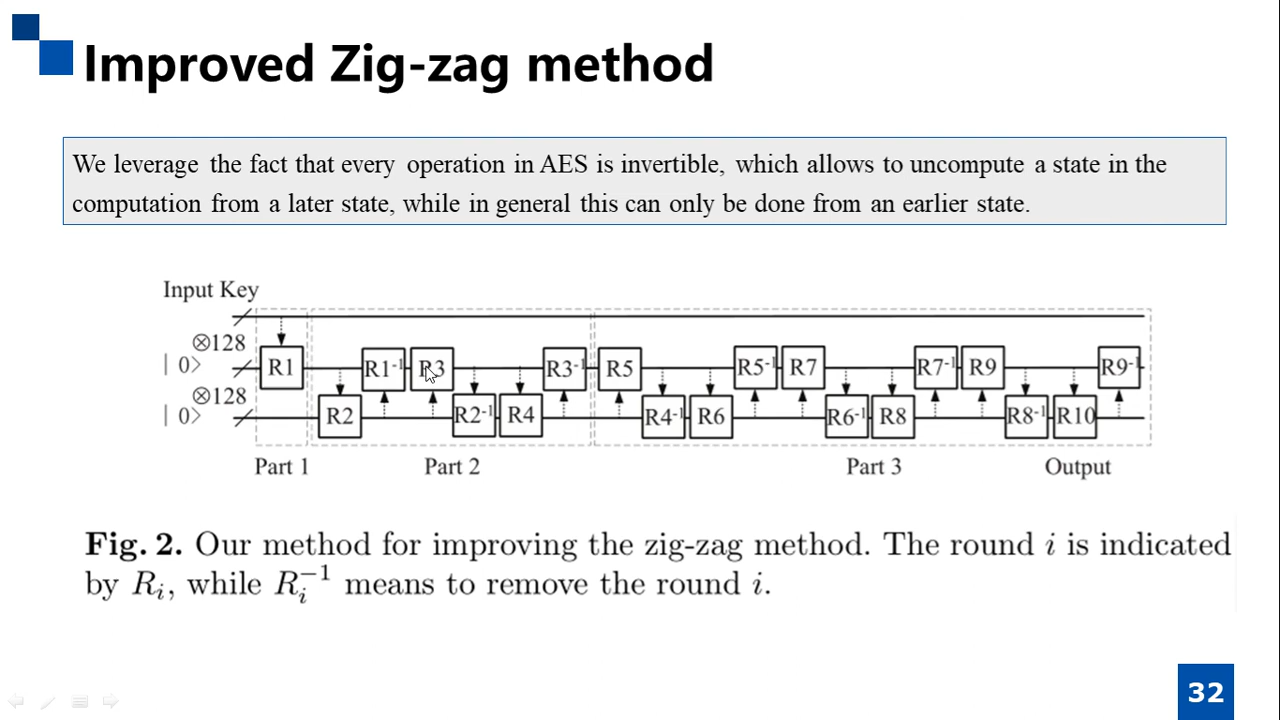 Improved Zig-zag method
We leverage the fact that every operation in AES is invertible, which allows to uncompute a state in the
computation from a later state, while in general this can only be done from an earlier state.
Input Key
⊗128
| 0⟩ R1 R1⁻¹ R3 R3⁻¹ R5 R5⁻¹ R7 R7⁻¹ R9 R9⁻¹
⊗128
| 0⟩ R2 R2⁻¹ R4 R4⁻¹ R6 R6⁻¹ R8 R8⁻¹ R10
Part 1 Part 2 Part 3 Output
Fig. 2. Our method for improving the zig-zag method. The round i is indicated
by Rᵢ, while Rᵢ⁻¹ means to remove the round i.
32